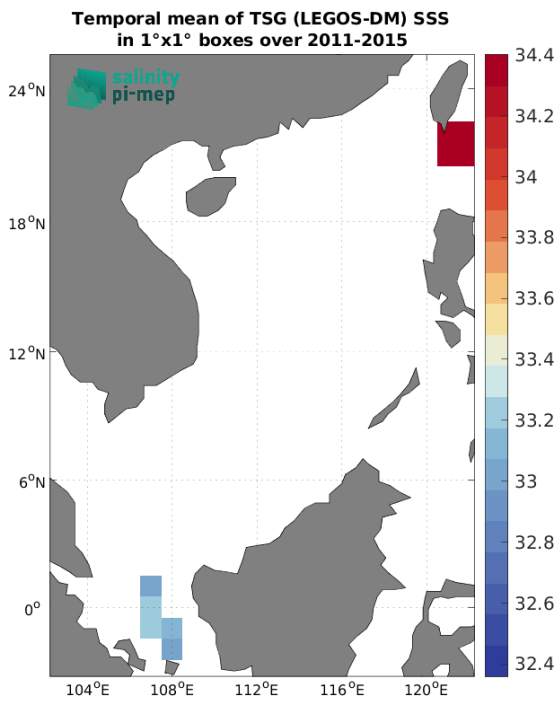 Temporal mean of TSG (LEGOS-DM) SSS
in 1°x1° boxes over 2011-2015
salinity
pi-mep
24°N
18°N
12°N
6°N
0°
104°E
108°E
112°E
116°E
120°E
34.4
34.2
34
33.8
33.6
33.4
33.2
33
32.8
32.6
32.4